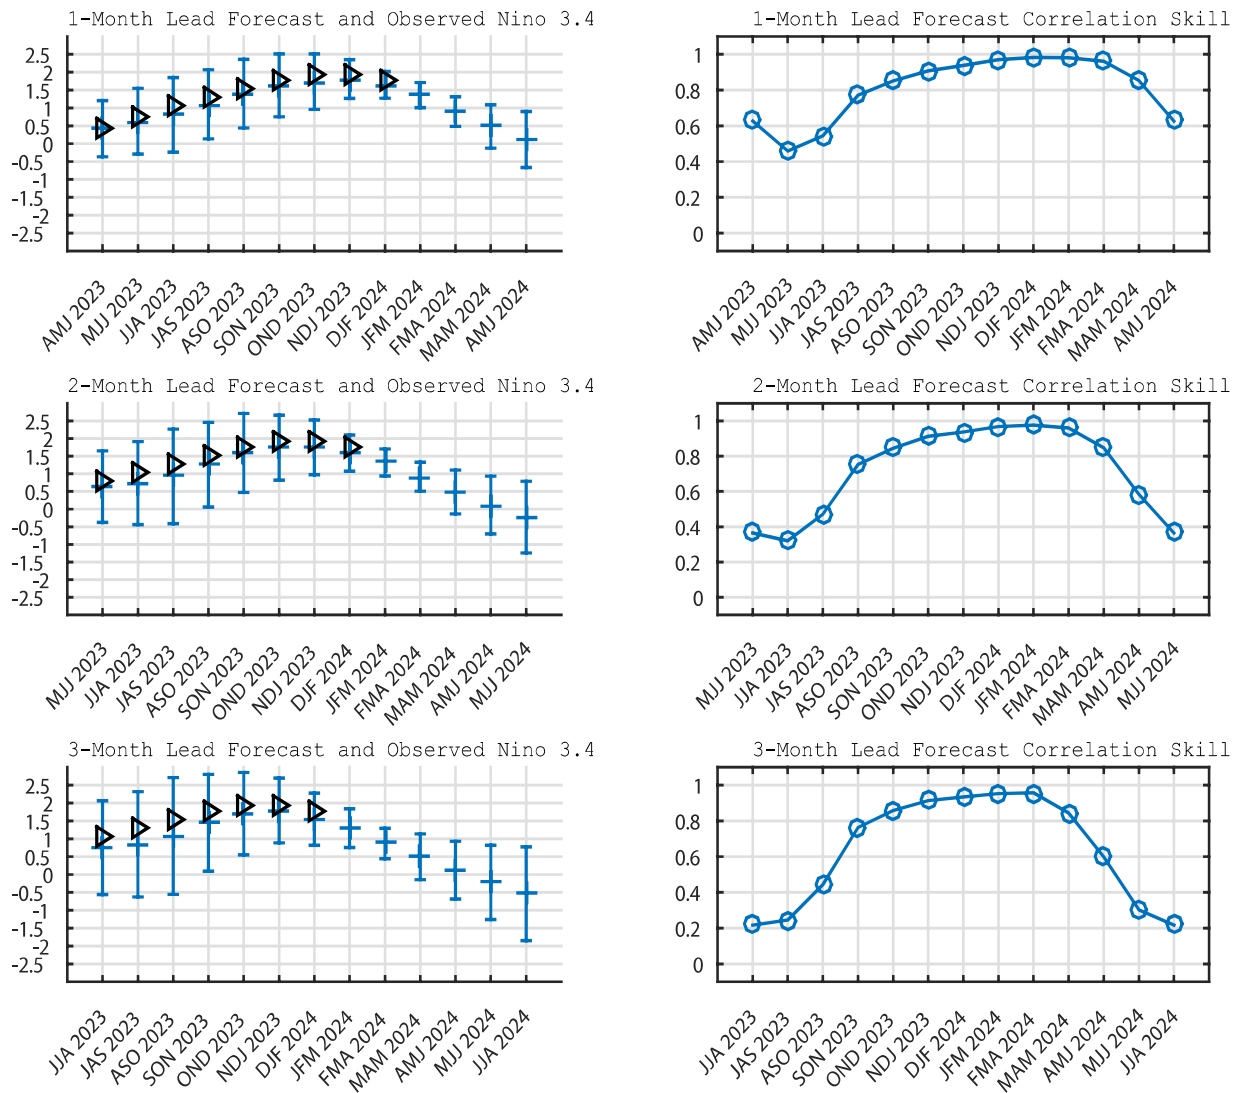 1-Month Lead Forecast and Observed Nino 3.4
2.5
2
1.5
1
0.5
0
-0.5
-1
-1.5
-2
-2.5
AMJ 2023
MJJ 2023
JJA 2023
JAS 2023
ASO 2023
SON 2023
OND 2023
NDJ 2023
DJF 2024
JFM 2024
FMA 2024
MAM 2024
AMJ 2024
1-Month Lead Forecast Correlation Skill
1
0.8
0.6
0.4
0.2
0
AMJ 2023
MJJ 2023
JJA 2023
JAS 2023
ASO 2023
SON 2023
OND 2023
NDJ 2023
DJF 2024
JFM 2024
FMA 2024
MAM 2024
AMJ 2024
2-Month Lead Forecast and Observed Nino 3.4
2.5
2
1.5
1
0.5
0
-0.5
-1
-1.5
-2
-2.5
MJJ 2023
JJA 2023
JAS 2023
ASO 2023
SON 2023
OND 2023
NDJ 2023
DJF 2024
JFM 2024
FMA 2024
MAM 2024
AMJ 2024
MJJ 2024
2-Month Lead Forecast Correlation Skill
1
0.8
0.6
0.4
0.2
0
MJJ 2023
JJA 2023
JAS 2023
ASO 2023
SON 2023
OND 2023
NDJ 2023
DJF 2024
JFM 2024
FMA 2024
MAM 2024
AMJ 2024
MJJ 2024
3-Month Lead Forecast and Observed Nino 3.4
2.5
2
1.5
1
0.5
0
-0.5
-1
-1.5
-2
-2.5
JJA 2023
JAS 2023
ASO 2023
SON 2023
OND 2023
NDJ 2023
DJF 2024
JFM 2024
FMA 2024
MAM 2024
AMJ 2024
MJJ 2024
JJA 2024
3-Month Lead Forecast Correlation Skill
1
0.8
0.6
0.4
0.2
0
JJA 2023
JAS 2023
ASO 2023
SON 2023
OND 2023
NDJ 2023
DJF 2024
JFM 2024
FMA 2024
MAM 2024
AMJ 2024
MJJ 2024
JJA 2024